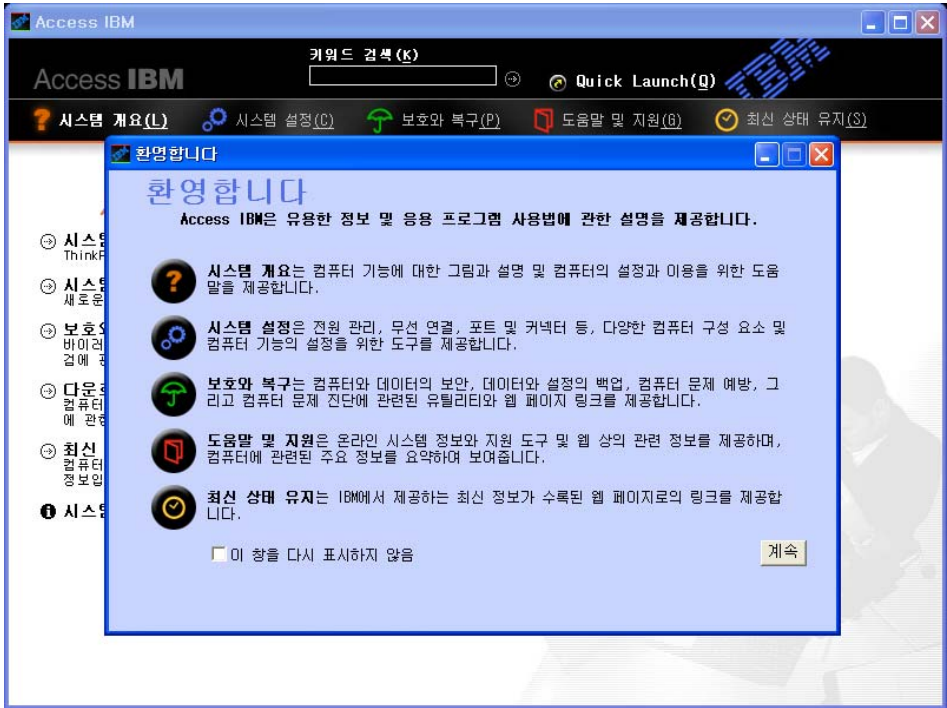 Access IBM
키워드 검색(K)
Access IBM
Quick Launch(Q)
IBM
시스템 개요(L)
시스템 설정(C)
보호와 복구(P)
도움말 및 지원(G)
최신 상태 유지(S)
환영합니다
환영합니다
Access IBM은 유용한 정보 및 응용 프로그램 사용법에 관한 설명을 제공합니다.
시스템 개요는 컴퓨터 기능에 대한 그림과 설명 및 컴퓨터의 설정과 이용을 위한 도움
말을 제공합니다.
시스템 설정은 전원 관리, 무선 연결, 포트 및 커넥터 등, 다양한 컴퓨터 구성 요소 및
컴퓨터 기능의 설정을 위한 도구를 제공합니다.
보호와 복구는 컴퓨터와 데이터의 보안, 데이터와 설정의 백업, 컴퓨터 문제 예방, 그
리고 컴퓨터 문제 진단에 관련된 유틸리티와 웹 페이지 링크를 제공합니다.
도움말 및 지원은 온라인 시스템 정보와 지원 도구 및 웹 상의 관련 정보를 제공하며,
컴퓨터에 관련된 주요 정보를 요약하여 보여줍니다.
최신 상태 유지는 IBM에서 제공하는 최신 정보가 수록된 웹 페이지로의 링크를 제공합
니다.
이 창을 다시 표시하지 않음
계속
새로운
컴퓨터
에
최신
컴퓨터